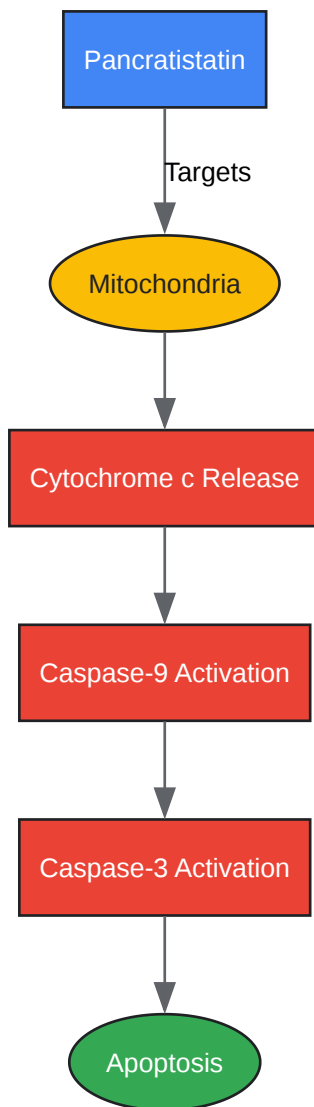 Pancratistatin
Targets
Mitochondria
Cytochrome c Release
Caspase-9 Activation
Caspase-3 Activation
Apoptosis